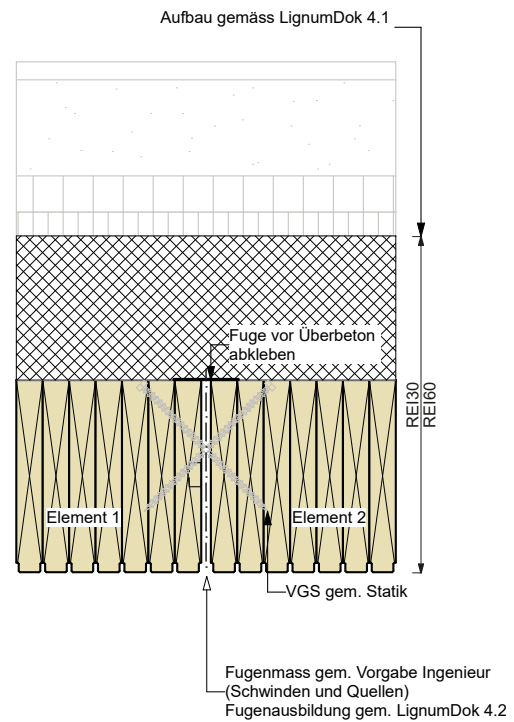 Aufbau gemäss LignumDok 4.1
Fuge vor Überbeton
abkleben
REI30
REI60
Element 1
Element 2
VGS gem. Statik
Fugenmass gem. Vorgabe Ingenieur
(Schwinden und Quellen)
Fugenausbildung gem. LignumDok 4.2